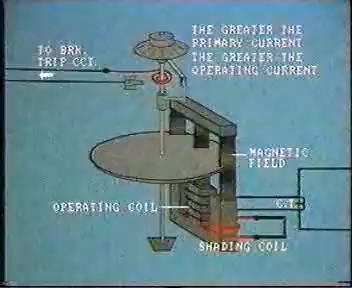 THE GREATER THE
PRIMARY CURRENT
THE GREATER THE
OPERATING CURRENT
TO BRK.
TRIP CCT.
MAGNETIC
FIELD
OPERATING COIL
C.T.
SHADING COIL